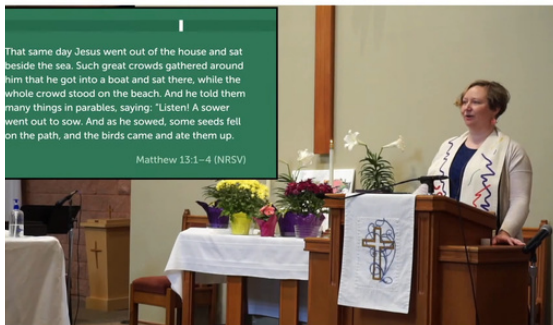 That same day Jesus went out of the house and sat
beside the sea. Such great crowds gathered around
him that he got into a boat and sat there, while the
whole crowd stood on the beach. And he told them
many things in parables, saying: "Listen! A sower
went out to sow. And as he sowed, some seeds fell
on the path, and the birds came and ate them up.
Matthew 13:1–4 (NRSV)